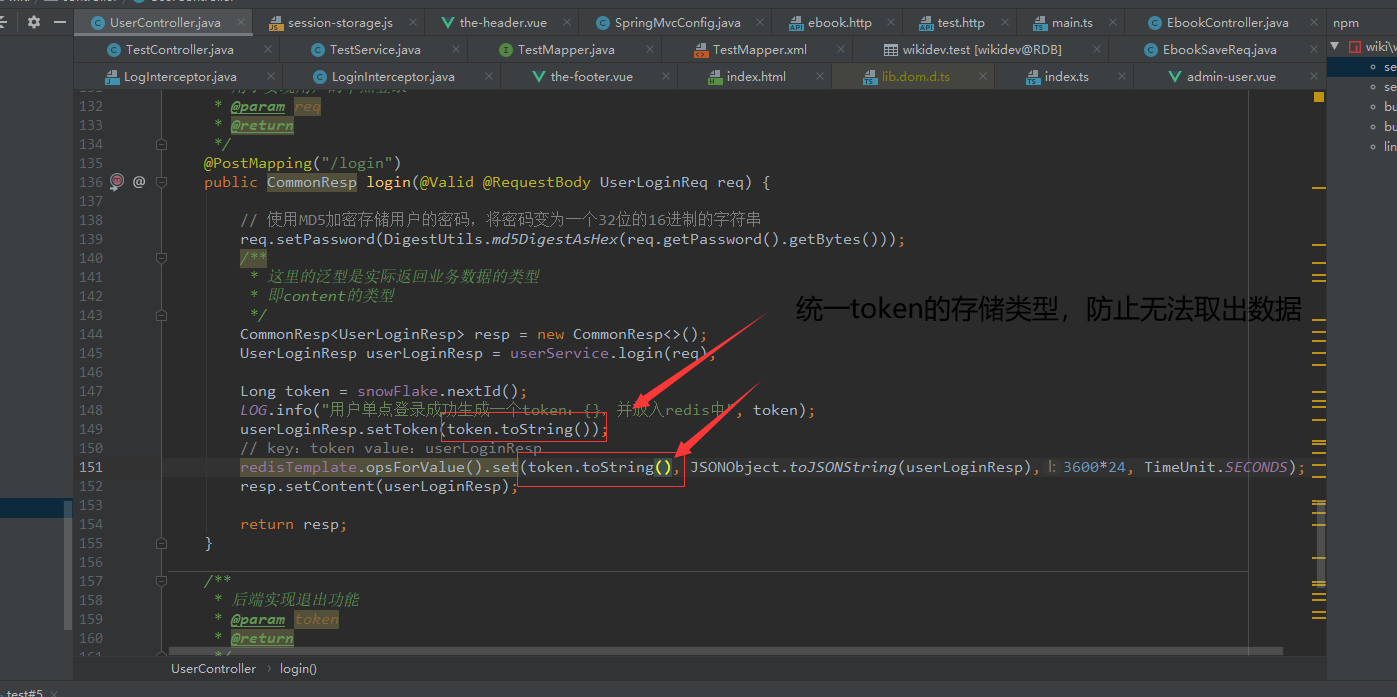 UserController.java
session-storage.js
the-header.vue
SpringMvcConfig.java
ebook.http
test.http
main.ts
EbookController.java
npm
TestController.java
TestService.java
TestMapper.java
TestMapper.xml
wikidev.test [wikidev@RDB]
EbookSaveReq.java
wiki\w
LogInterceptor.java
LoginInterceptor.java
the-footer.vue
index.html
lib.dom.d.ts
index.ts
admin-user.vue
se
se
bu
bu
lin
132 * @param req
133 * @return
134 */
135 @PostMapping("/login")
136 @ public CommonResp login(@Valid @RequestBody UserLoginReq req) {
137
138 // 使用MD5加密存储用户的密码，将密码变为一个32位的16进制的字符串
139 req.setPassword(DigestUtils.md5DigestAsHex(req.getPassword().getBytes()));
140 /**
141 * 这里的泛型是实际返回业务数据的类型
142 * 即content的类型
143 */
统一token的存储类型，防止无法取出数据
144 CommonResp<UserLoginResp> resp = new CommonResp<>();
145 UserLoginResp userLoginResp = userService.login(req);
146
147 Long token = snowFlake.nextId();
148 LOG.info("用户单点登录成功生成一个token：{}，并放入redis中", token);
149 userLoginResp.setToken(token.toString());
150 // key：token value：userLoginResp
151 redisTemplate.opsForValue().set(token.toString(), JSONObject.toJSONString(userLoginResp), l: 3600*24, TimeUnit.SECONDS);
152 resp.setContent(userLoginResp);
153
154 return resp;
155 }
156
157 /**
158 * 后端实现退出功能
159 * @param token
160 * @return
UserController › login()
test#5